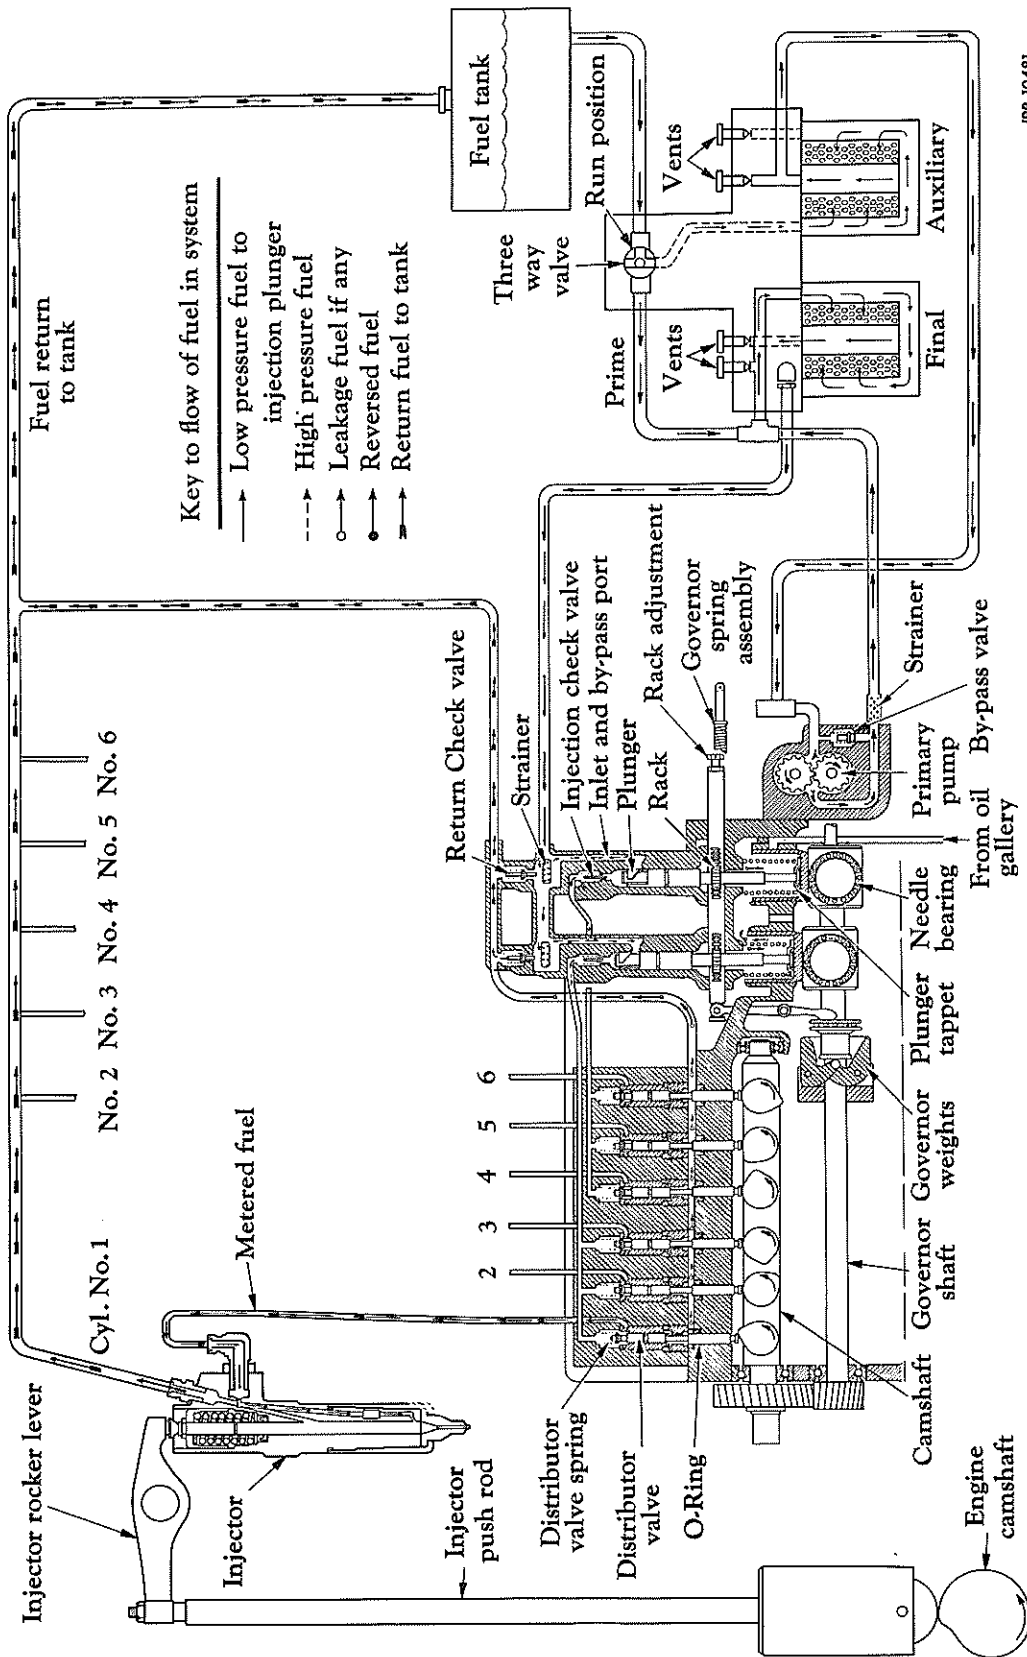 Fuel return
to tank
Key to flow of fuel in system
Low pressure fuel to
injection plunger
High pressure fuel
Leakage fuel if any
Reversed fuel
Return fuel to tank
Fuel tank
Run position
Three
way
valve
Prime
Vents
Vents
Final
Auxiliary
Injector rocker lever
Injector
Injector
push rod
Engine
camshaft
Cyl. No. 1
No. 2
No. 3
No. 4
No. 5
No. 6
Metered fuel
2
3
4
5
6
Distributor
valve spring
Distributor
valve
O-Ring
Camshaft
Governor
shaft
Governor
weights
Plunger
tappet
Needle
bearing
From oil
gallery
Primary
pump
By-pass valve
Strainer
Return Check valve
Strainer
Injection check valve
Inlet and by-pass port
Plunger
Rack
Rack adjustment
Governor
spring
assembly